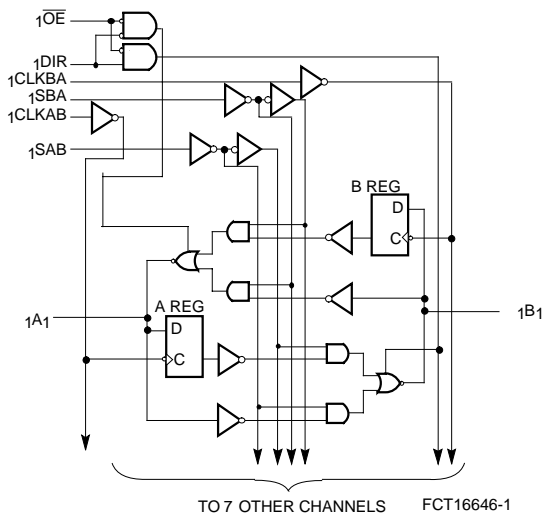 1OE
1DIR
1CLKBA
1SBA
1CLKAB
1SAB
B REG
D
C
A REG
1A1
D
C
1B1
TO 7 OTHER CHANNELS
FCT16646-1